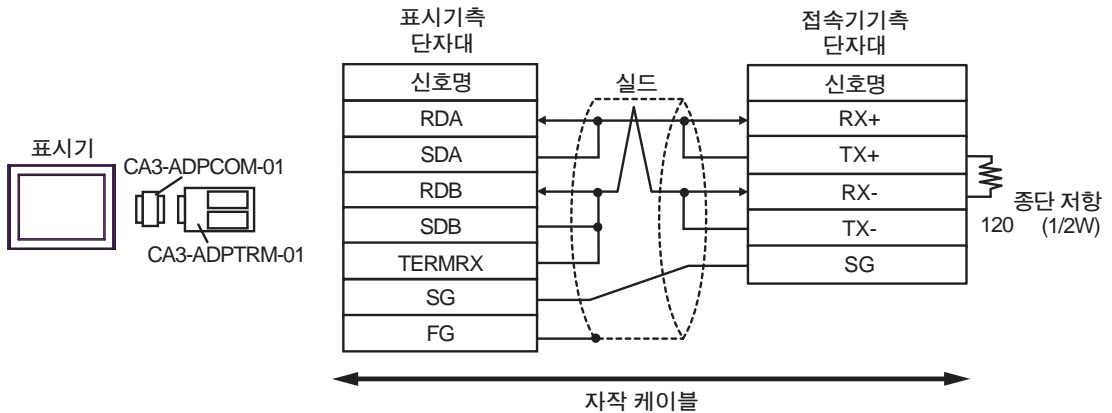 표시기측
단자대
접속기기측
단자대
신호명
실드
신호명
RDA
RX+
SDA
TX+
표시기
CA3-ADPCOM-01
RDB
RX-
종단 저항
SDB
TX-
120 (1/2W)
CA3-ADPTRM-01
TERMRX
SG
SG
FG
자작 케이블